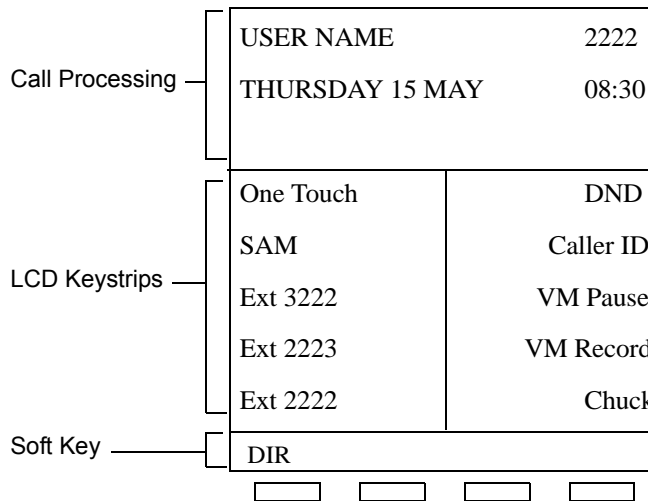 USER NAME 2222
Call Processing
THURSDAY 15 MAY 08:30
One Touch DND
SAM Caller ID
LCD Keystrips
Ext 3222 VM Pause
Ext 2223 VM Record
Ext 2222 Chuck
Soft Key
DIR